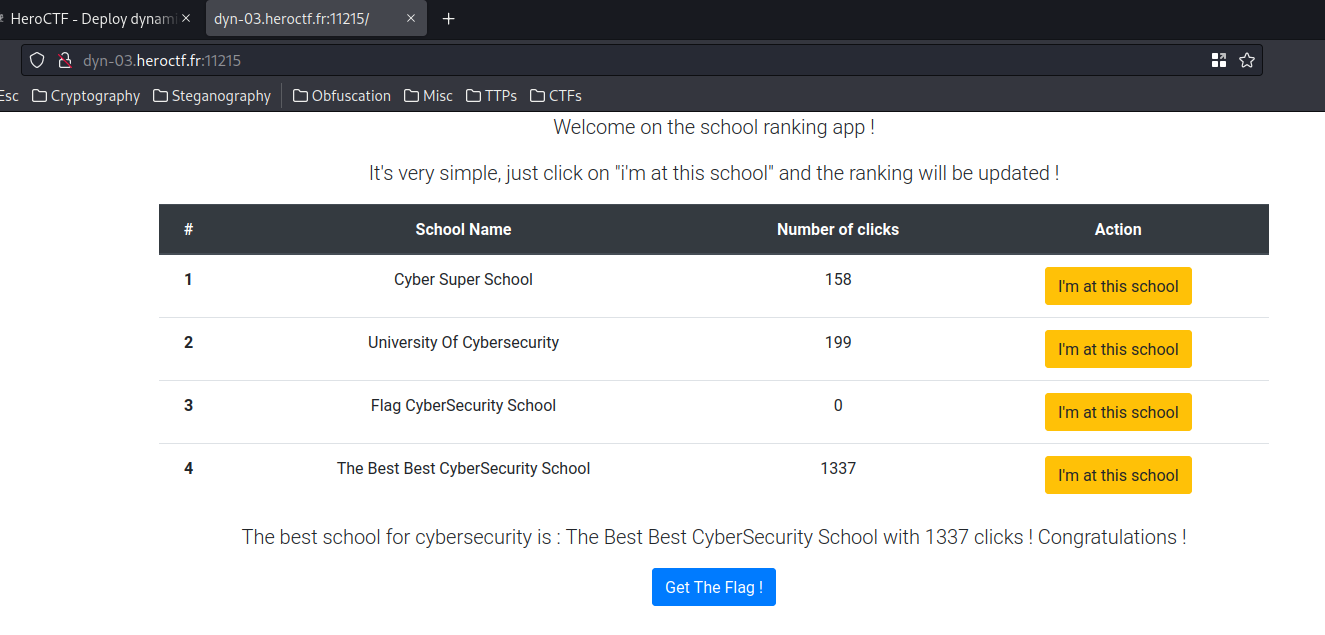 HeroCTF - Deploy dynami
dyn-03.heroctf.fr:11215/
dyn-03.heroctf.fr:11215
Esc Cryptography Steganography Obfuscation Misc TTPs CTFs
Welcome on the school ranking app !
It's very simple, just click on "i'm at this school" and the ranking will be updated !
# School Name Number of clicks Action
1 Cyber Super School 158 I'm at this school
2 University Of Cybersecurity 199 I'm at this school
3 Flag CyberSecurity School 0 I'm at this school
4 The Best Best CyberSecurity School 1337 I'm at this school
The best school for cybersecurity is : The Best Best CyberSecurity School with 1337 clicks ! Congratulations !
Get The Flag !